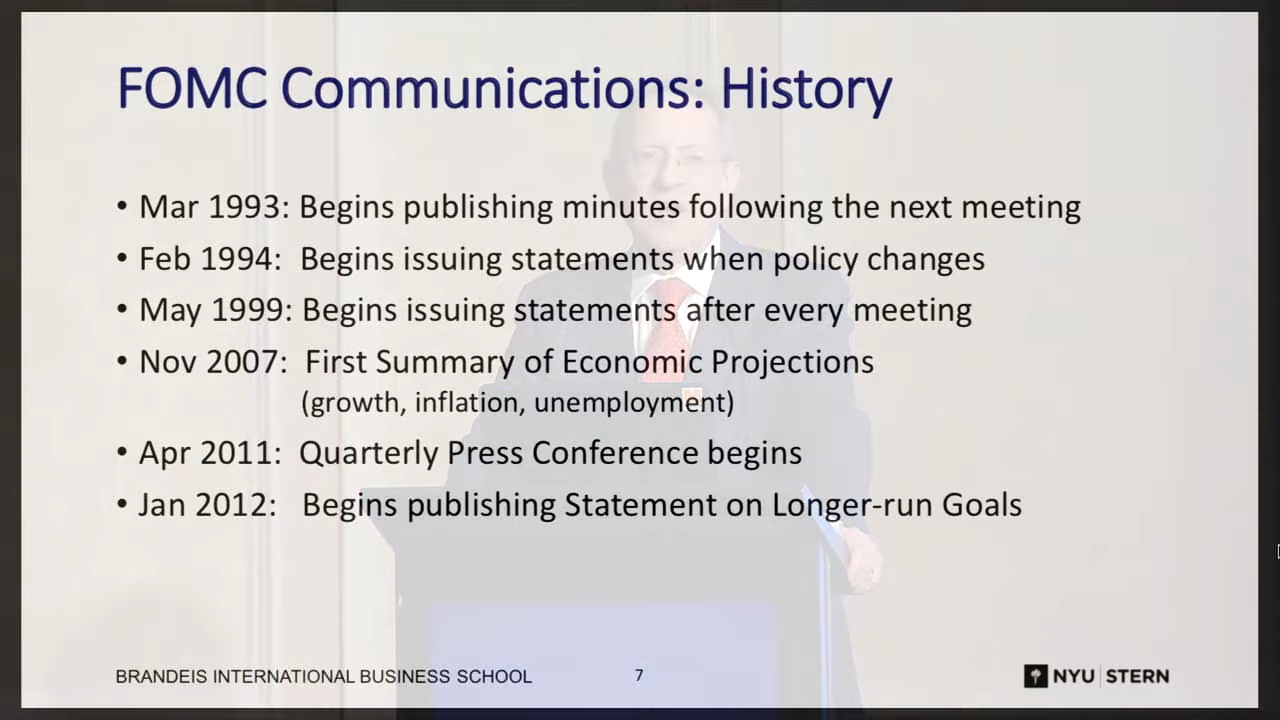 FOMC Communications: History
• Mar 1993: Begins publishing minutes following the next meeting
• Feb 1994: Begins issuing statements when policy changes
• May 1999: Begins issuing statements after every meeting
• Nov 2007: First Summary of Economic Projections
(growth, inflation, unemployment)
• Apr 2011: Quarterly Press Conference begins
• Jan 2012: Begins publishing Statement on Longer-run Goals
BRANDEIS INTERNATIONAL BUSINESS SCHOOL
7
NYU STERN